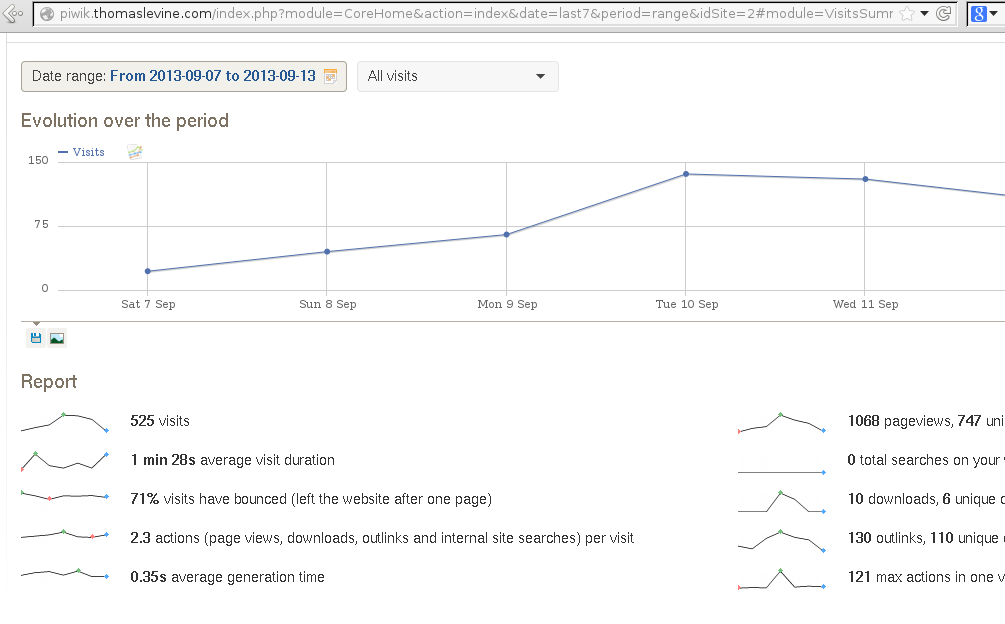 piwik.thomaslevine.com/index.php?module=CoreHome&action=index&date=last7&period=range&idSite=2#module=VisitsSumr
8
Date range: From 2013-09-07 to 2013-09-13
All visits
Evolution over the period
Visits
150
75
0
Sat 7 Sep
Sun 8 Sep
Mon 9 Sep
Tue 10 Sep
Wed 11 Sep
Report
525 visits
1068 pageviews, 747 uni
1 min 28s average visit duration
0 total searches on your
71% visits have bounced (left the website after one page)
10 downloads, 6 unique
2.3 actions (page views, downloads, outlinks and internal site searches) per visit
130 outlinks, 110 unique
0.35s average generation time
121 max actions in one v